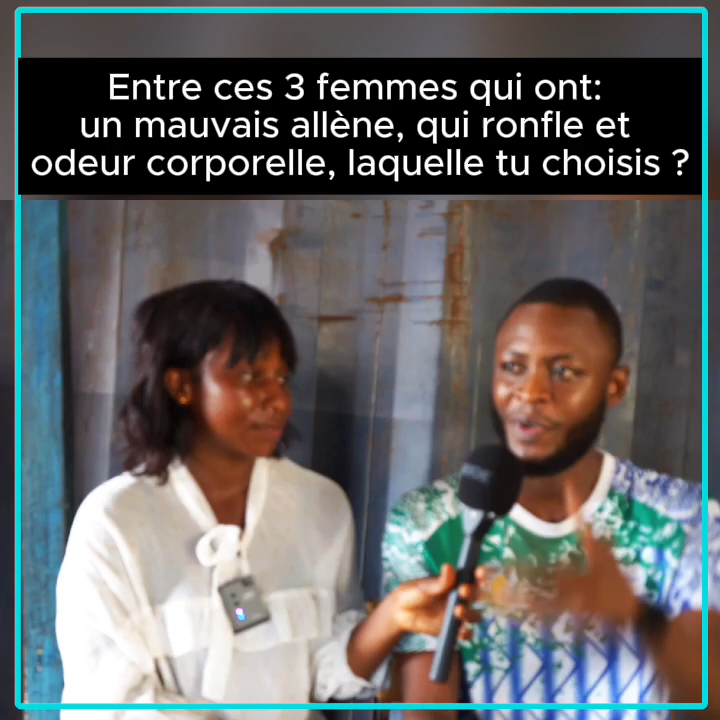 Entre ces 3 femmes qui ont:
un mauvais allène, qui ronfle et
odeur corporelle, laquelle tu choisis ?